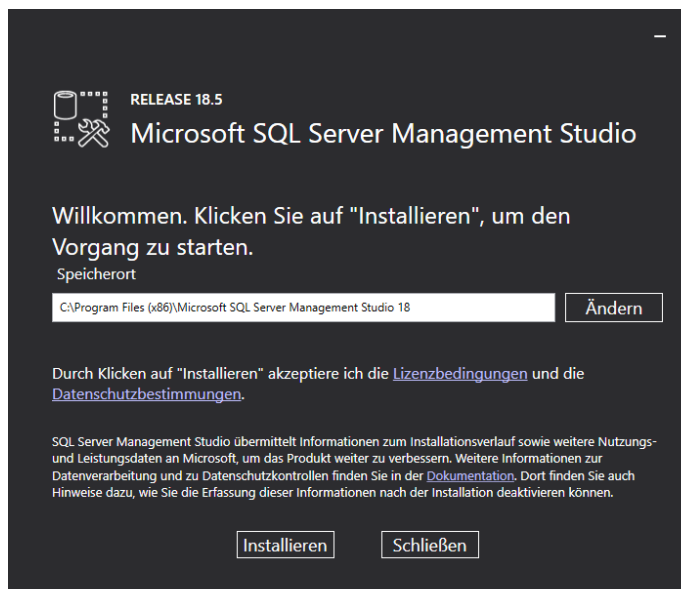 RELEASE 18.5
Microsoft SQL Server Management Studio
Willkommen. Klicken Sie auf "Installieren", um den
Vorgang zu starten.
Speicherort
C:\Program Files (x86)\Microsoft SQL Server Management Studio 18
Ändern
Durch Klicken auf "Installieren" akzeptiere ich die Lizenzbedingungen und die
Datenschutzbestimmungen.
SQL Server Management Studio übermittelt Informationen zum Installationsverlauf sowie weitere Nutzungs-
und Leistungsdaten an Microsoft, um das Produkt weiter zu verbessern. Weitere Informationen zur
Datenverarbeitung und zu Datenschutzkontrollen finden Sie in der Dokumentation. Dort finden Sie auch
Hinweise dazu, wie Sie die Erfassung dieser Informationen nach der Installation deaktivieren können.
Installieren
Schließen